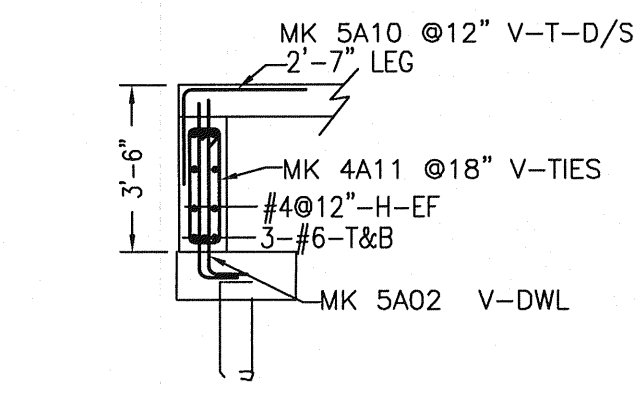 MK 5A10 @12" V-T-D/S
2'-7" LEG
3'-6"
MK 4A11 @18" V-TIES
#4@12"-H-EF
3-#6-T&B
MK 5A02 V-DWL